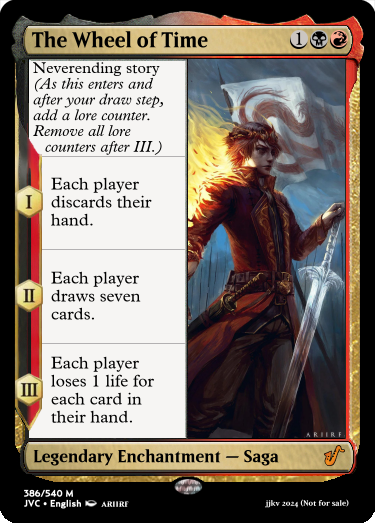 The Wheel of Time 1
Neverending story
(As this enters and
after your draw step,
add a lore counter.
Remove all lore
counters after III.)
I
Each player
discards their
hand.
II
Each player
draws seven
cards.
III
Each player
loses 1 life for
each card in
their hand.
ARIIRF
Legendary Enchantment — Saga
386/540 M
JVC • English ARIIRF
jjkv 2024 (Not for sale)